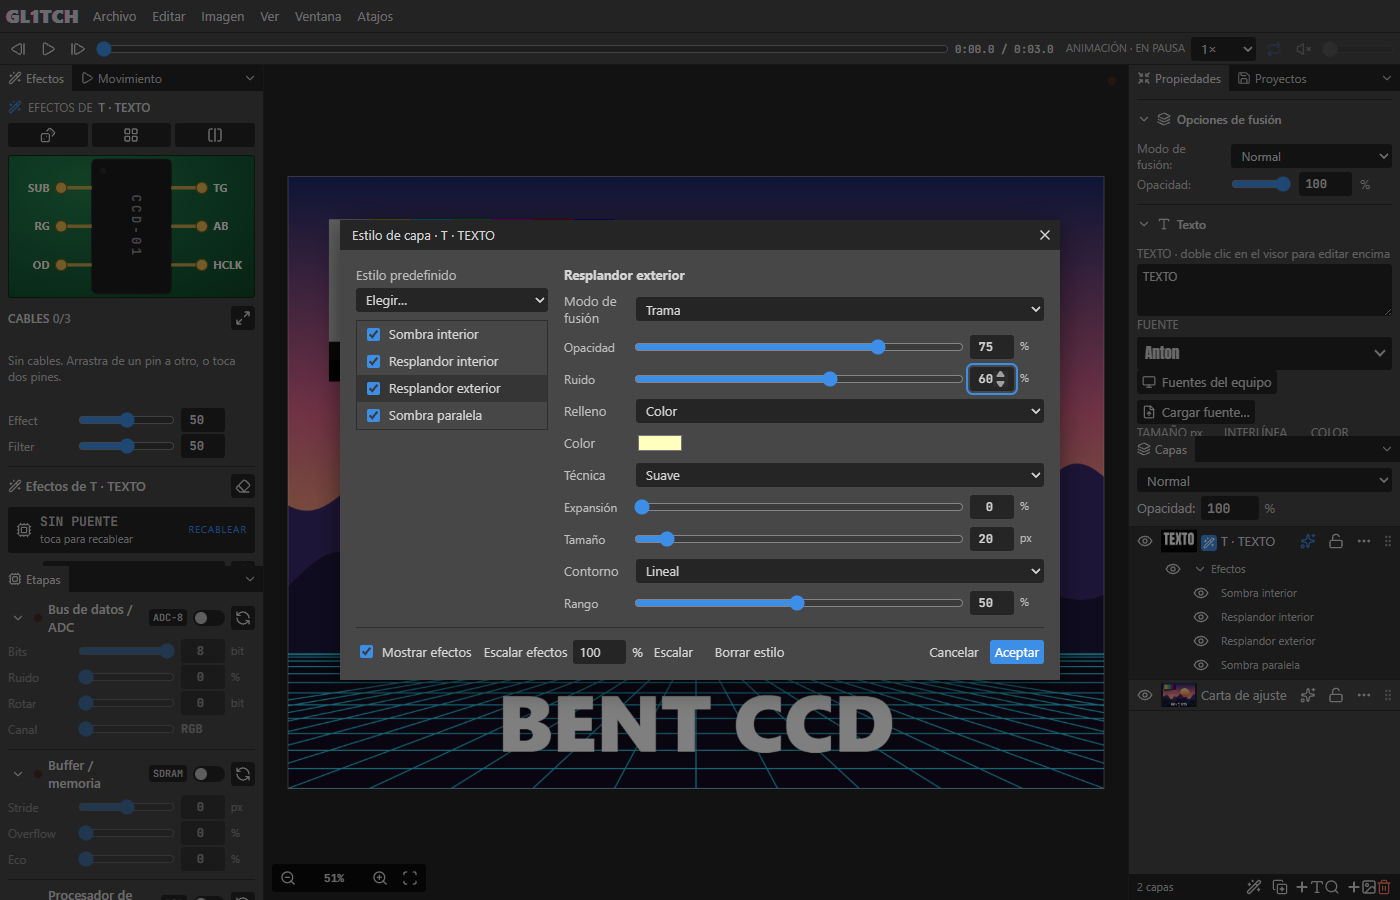 GL1TCH Archivo Editar Imagen Ver Ventana Atajos
0:00.0 / 0:03.0 ANIMACIÓN · EN PAUSA 1×
Efectos Movimiento
EFECTOS DE T · TEXTO
SUB TG
RG AB
OD HCLK
CCD-01
CABLES 0/3
Sin cables. Arrastra de un pin a otro, o toca
dos pines.
Effect 50
Filter 50
Efectos de T · TEXTO
SIN PUENTE
toca para recablear
RECABLEAR
Etapas
Bus de datos /
ADC
ADC-8
Bits 8 bit
Ruido 0 %
Rotar 0 bit
Canal RGB
Buffer /
memoria
SDRAM
Stride 0 px
Overflow 0 %
Eco 0 %
Procesador de
Estilo de capa · T · TEXTO
Estilo predefinido
Elegir...
Sombra interior
Resplandor interior
Resplandor exterior
Sombra paralela
Resplandor exterior
Modo de
fusión
Trama
Opacidad 75 %
Ruido 60 %
Relleno Color
Color
Técnica Suave
Expansión 0 %
Tamaño 20 px
Contorno Lineal
Rango 50 %
Mostrar efectos Escalar efectos 100 % Escalar Borrar estilo Cancelar Aceptar
BENT CCD
51%
Propiedades Proyectos
Opciones de fusión
Modo de
fusión:
Normal
Opacidad: 100 %
Texto
TEXTO · doble clic en el visor para editar encima
TEXTO
FUENTE
Anton
Fuentes del equipo
Cargar fuente...
TAMAÑO px INTERLÍNEA COLOR
Capas
Normal
Opacidad: 100 %
TEXTO T · TEXTO
Efectos
Sombra interior
Resplandor interior
Resplandor exterior
Sombra paralela
Carta de ajuste
2 capas